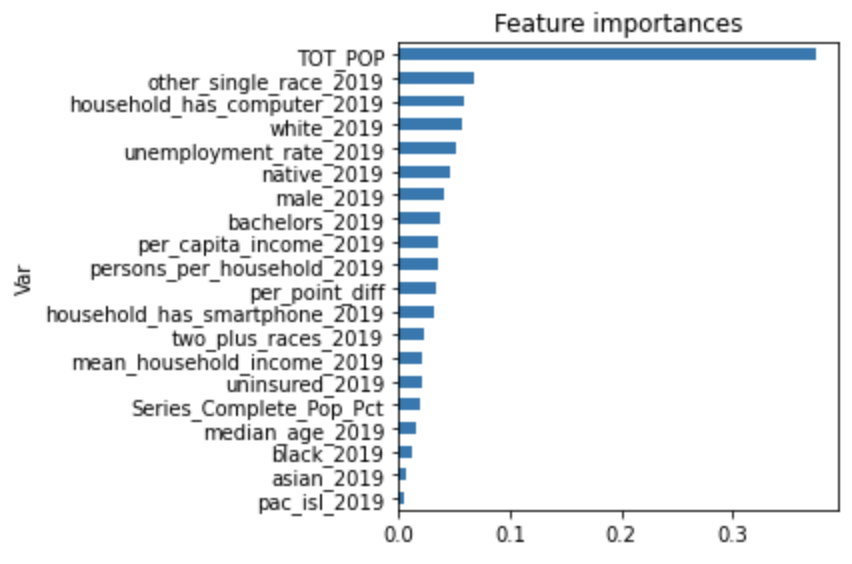 Feature importances
TOT_POP
other_single_race_2019
household_has_computer_2019
white_2019
unemployment_rate_2019
native_2019
male_2019
bachelors_2019
per_capita_income_2019
persons_per_household_2019
per_point_diff
household_has_smartphone_2019
two_plus_races_2019
mean_household_income_2019
uninsured_2019
Series_Complete_Pop_Pct
median_age_2019
black_2019
asian_2019
pac_isl_2019
Var
0.0 0.1 0.2 0.3